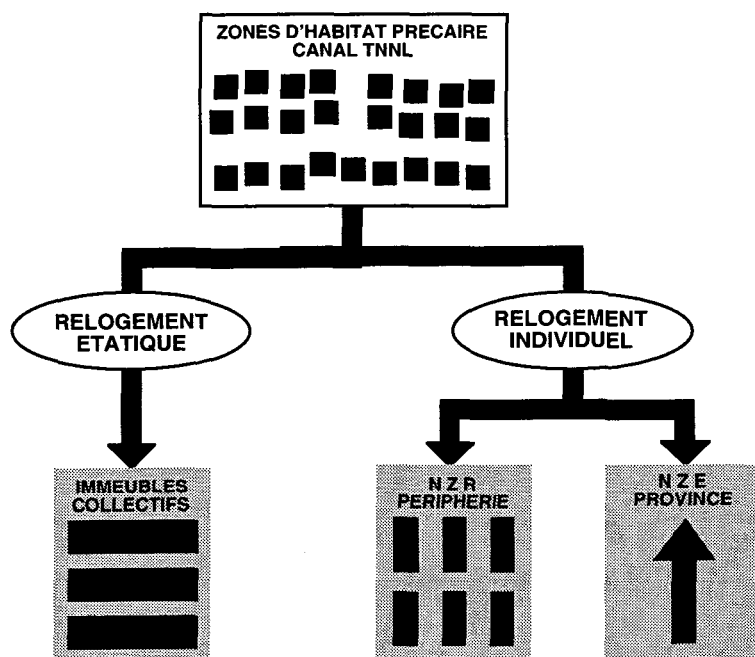 ZONES D'HABITAT PRECAIRE
CANAL TNNL
RELOGEMENT
ETATIQUE
RELOGEMENT
INDIVIDUEL
IMMEUBLES
COLLECTIFS
N Z R
PERIPHERIE
N Z E
PROVINCE